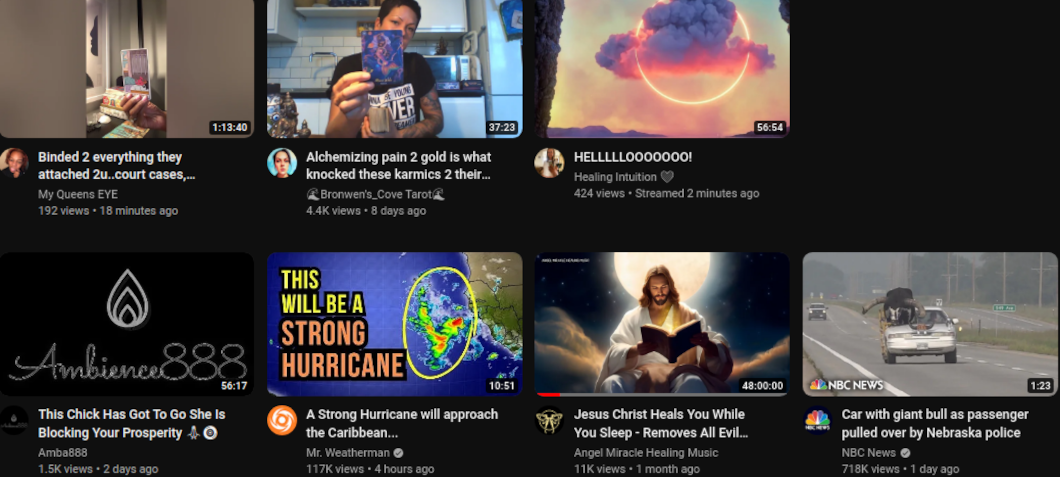 1:13:40
37:23
56:54
Binded 2 everything they
attached 2u..court cases,...
My Queens EYE
192 views • 18 minutes ago
Alchemizing pain 2 gold is what
knocked these karmics 2 their...
🌊Bronwen's_Cove Tarot🌊
4.4K views • 8 days ago
HELLLLLOOOOOOO!
Healing Intuition 🖤
424 views • Streamed 2 minutes ago
Ambience888
56:17
THIS
WILL BE A
STRONG
HURRICANE
10:51
ANGEL MIRACLE HEALING MUSIC
48:00:00
NBC NEWS
1:23
This Chick Has Got To Go She Is
Blocking Your Prosperity
Amba888
1.5K views • 2 days ago
A Strong Hurricane will approach
the Caribbean...
Mr. Weatherman
117K views • 4 hours ago
Jesus Christ Heals You While
You Sleep - Removes All Evil...
Angel Miracle Healing Music
11K views • 1 month ago
Car with giant bull as passenger
pulled over by Nebraska police
NBC News
718K views • 1 day ago